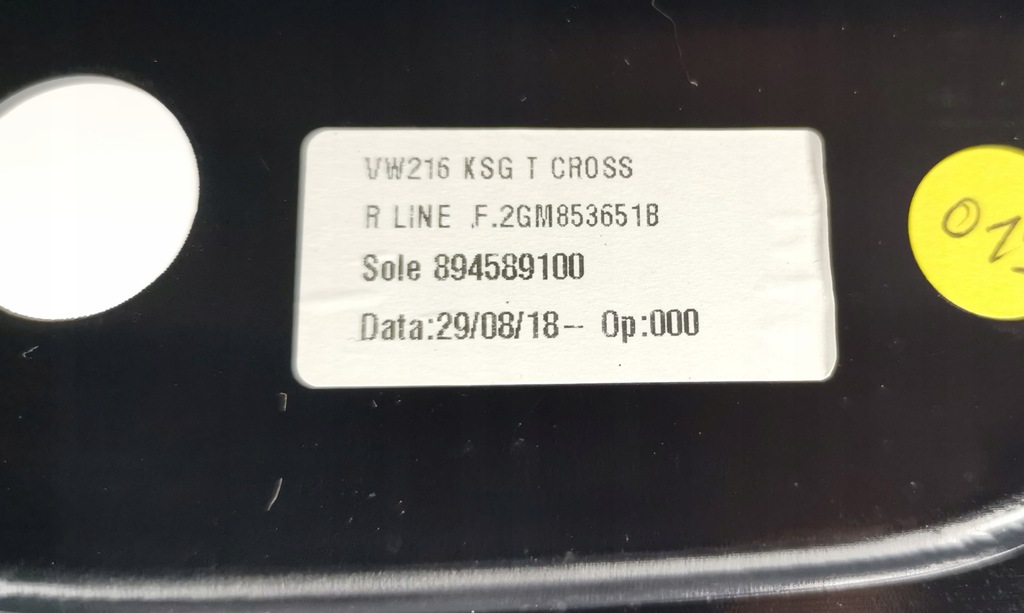 VW216 KSG T CROSS
R LINE F.2GM853651B
Sole 894589100
Data:29/08/18-- Op:000